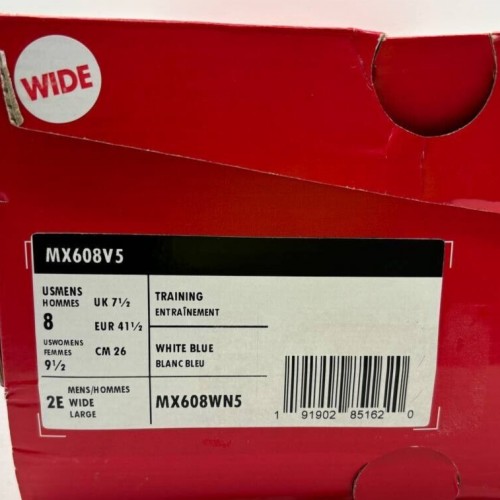 WIDE
MX608V5
USMENS
HOMMES
8
UK 7½
EUR 41½
USWOMENS
FEMMES
9½
CM 26
TRAINING
ENTRAÎNEMENT
WHITE BLUE
BLANC BLEU
2E
MENS/HOMMES
WIDE
LARGE
MX608WN5
1 91902 85162 0